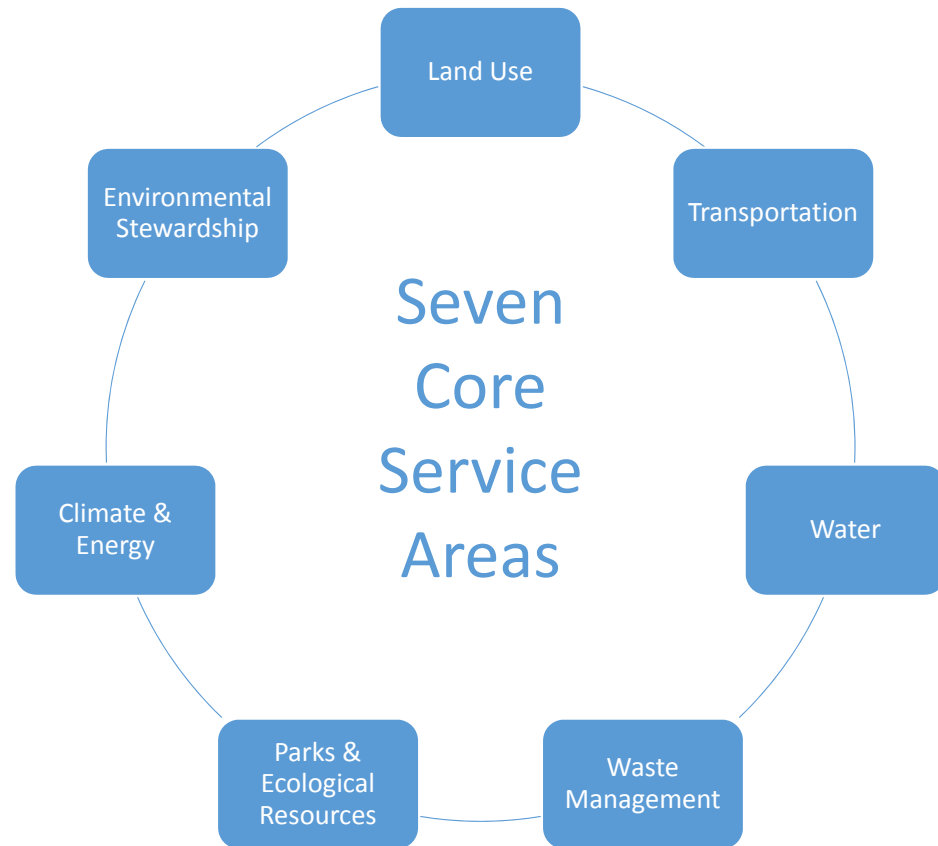 Land Use
Transportation
Water
Waste
Management
Parks &
Ecological
Resources
Climate &
Energy
Environmental
Stewardship
Seven
Core
Service
Areas